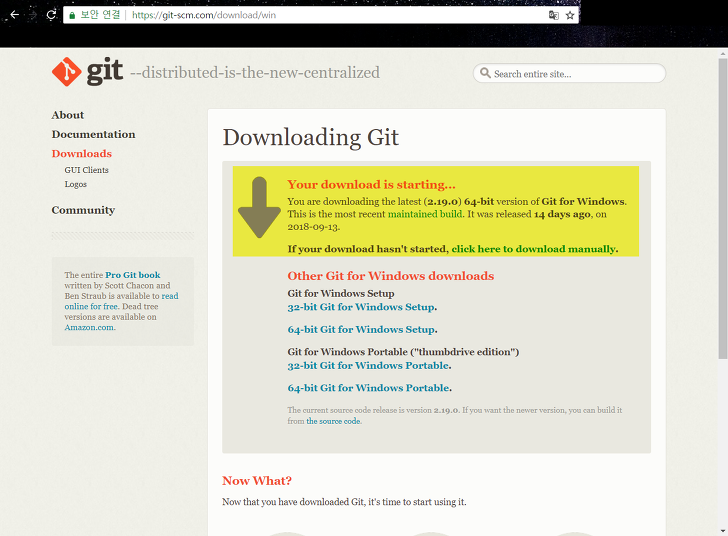 보안 연결 | https://git-scm.com/download/win
git --distributed-is-the-new-centralized
Search entire site...
About
Documentation
Downloads
GUI Clients
Logos
Community
The entire Pro Git book
written by Scott Chacon and
Ben Straub is available to read
online for free. Dead tree
versions are available on
Amazon.com.
Downloading Git
Your download is starting...
You are downloading the latest (2.19.0) 64-bit version of Git for Windows.
This is the most recent maintained build. It was released 14 days ago, on
2018-09-13.
If your download hasn't started, click here to download manually.
Other Git for Windows downloads
Git for Windows Setup
32-bit Git for Windows Setup.
64-bit Git for Windows Setup.
Git for Windows Portable ("thumbdrive edition")
32-bit Git for Windows Portable.
64-bit Git for Windows Portable.
The current source code release is version 2.19.0. If you want the newer version, you can build it
from the source code.
Now What?
Now that you have downloaded Git, it's time to start using it.